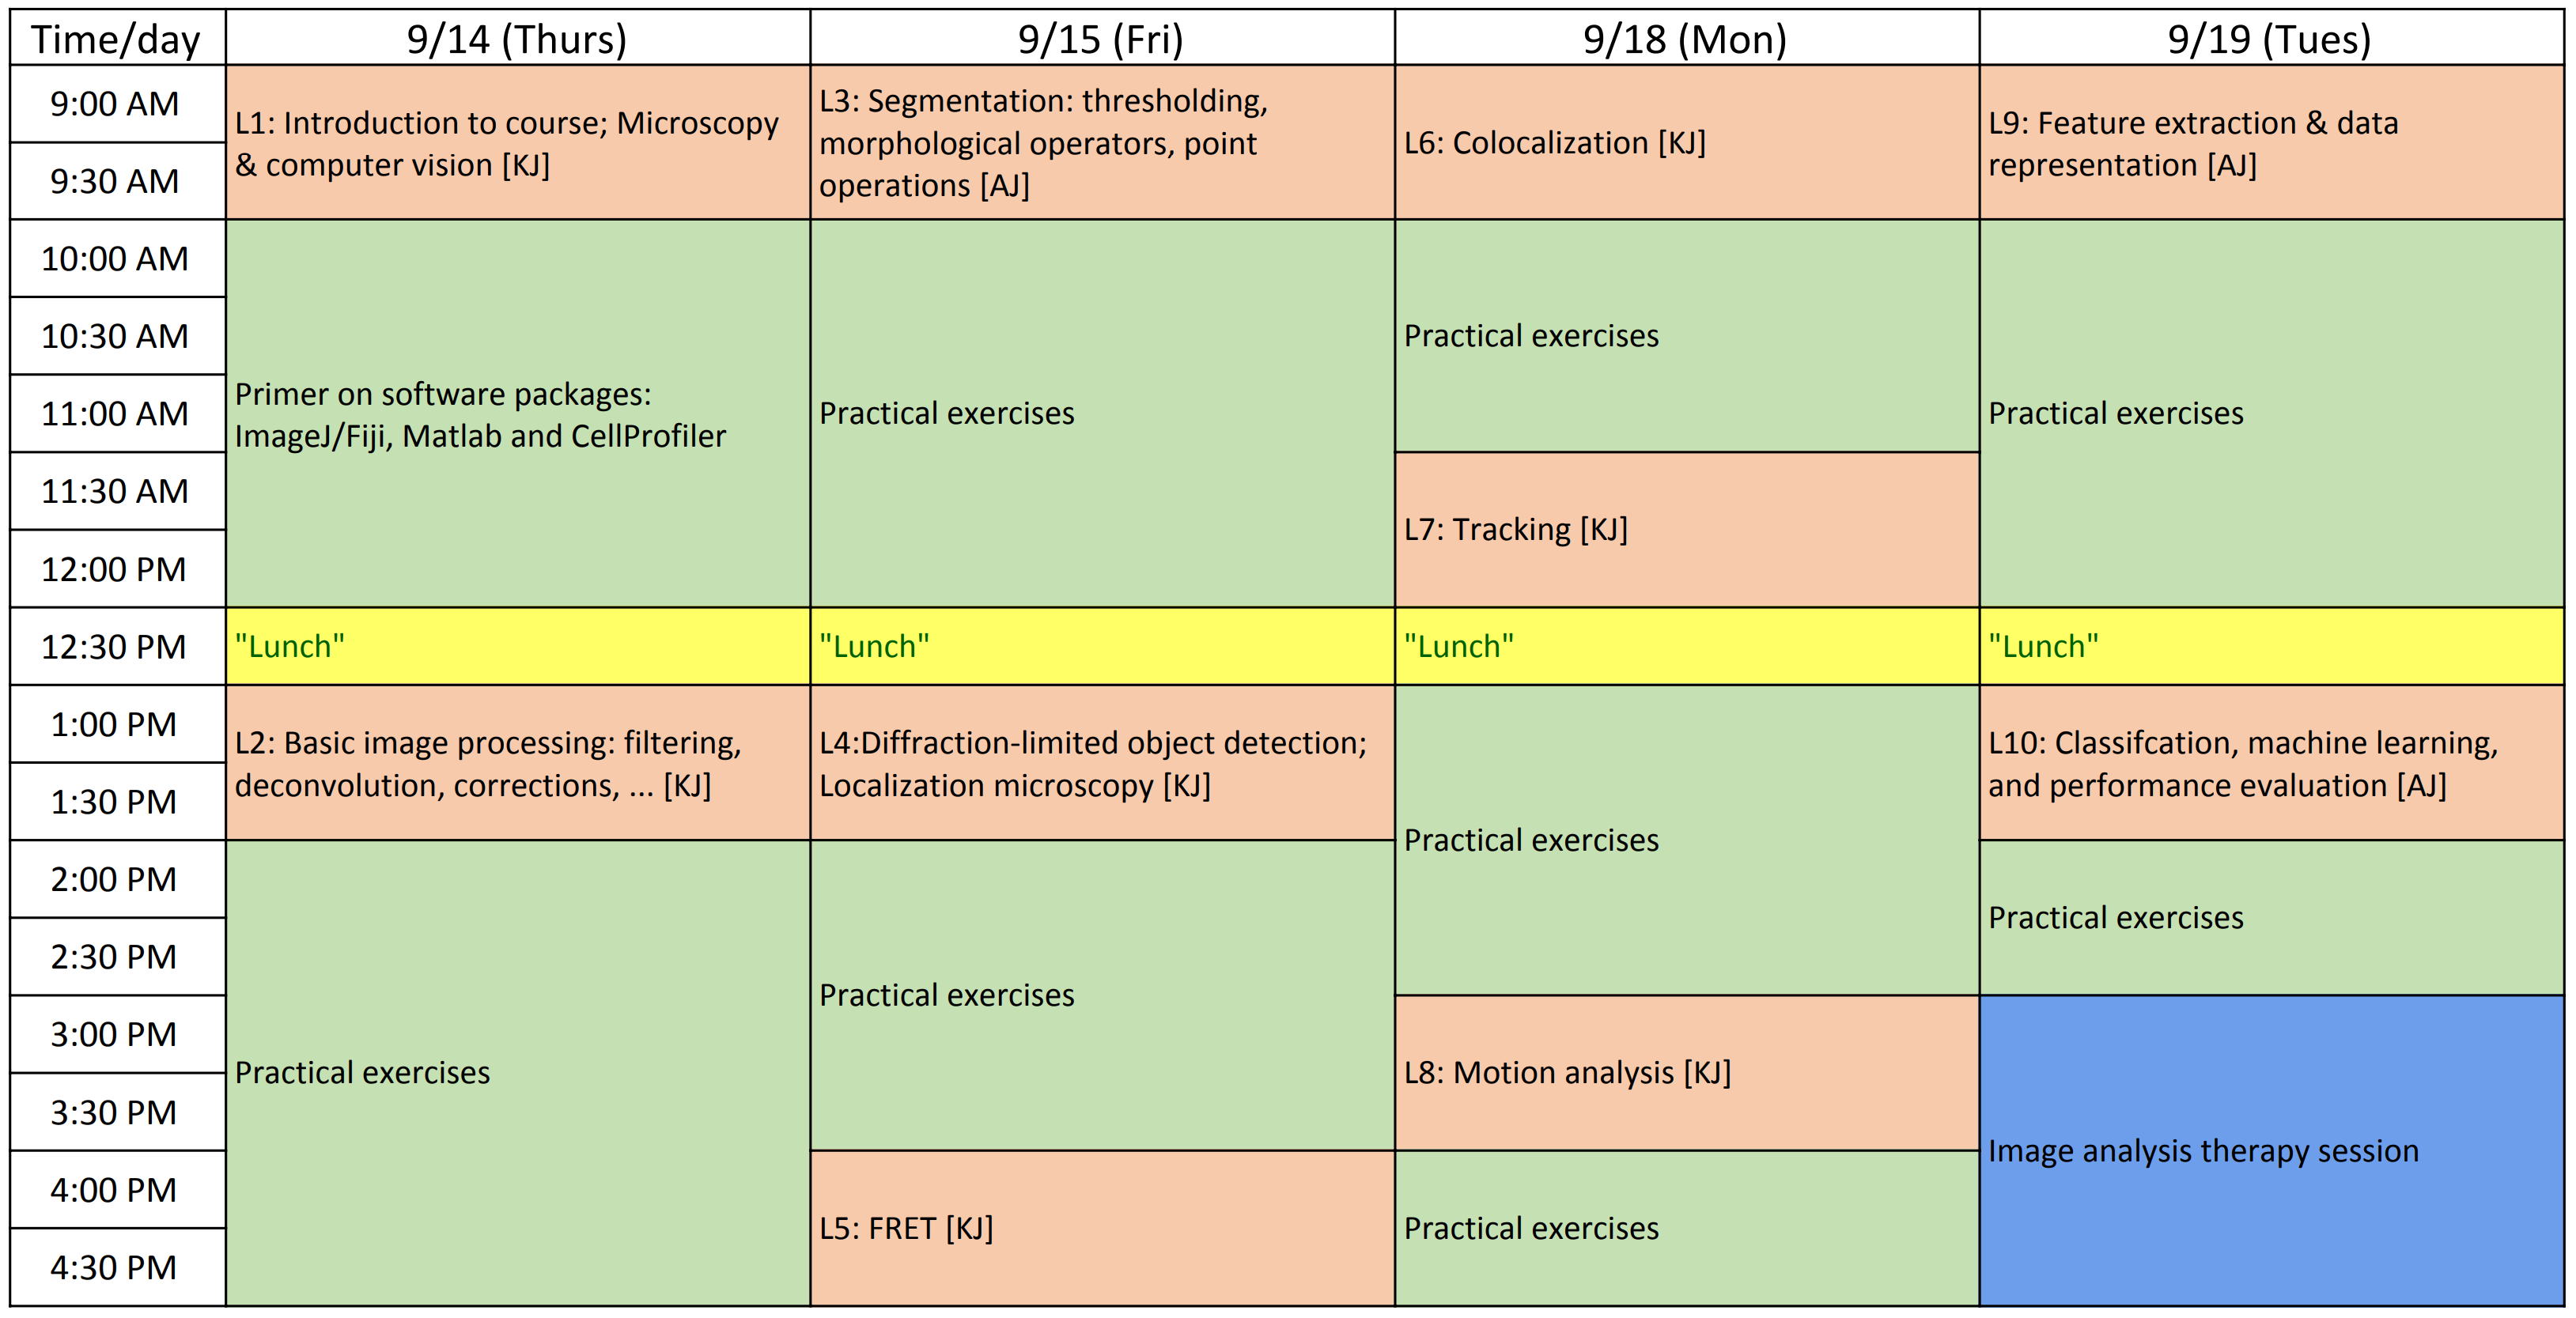 Time/day 9/14 (Thurs) 9/15 (Fri) 9/18 (Mon) 9/19 (Tues)
9:00 AM
9:30 AM
L1: Introduction to course; Microscopy
& computer vision [KJ]
L3: Segmentation: thresholding,
morphological operators, point
operations [AJ]
L6: Colocalization [KJ]
L9: Feature extraction & data
representation [AJ]
10:00 AM
10:30 AM
11:00 AM
11:30 AM
12:00 PM
Primer on software packages:
ImageJ/Fiji, Matlab and CellProfiler
Practical exercises
Practical exercises
L7: Tracking [KJ]
Practical exercises
12:30 PM "Lunch" "Lunch" "Lunch" "Lunch"
1:00 PM
1:30 PM
L2: Basic image processing: filtering,
deconvolution, corrections, ... [KJ]
L4:Diffraction-limited object detection;
Localization microscopy [KJ]
Practical exercises
L10: Classifcation, machine learning,
and performance evaluation [AJ]
2:00 PM
2:30 PM
3:00 PM
3:30 PM
4:00 PM
4:30 PM
Practical exercises
Practical exercises
L5: FRET [KJ]
L8: Motion analysis [KJ]
Practical exercises
Practical exercises
Image analysis therapy session